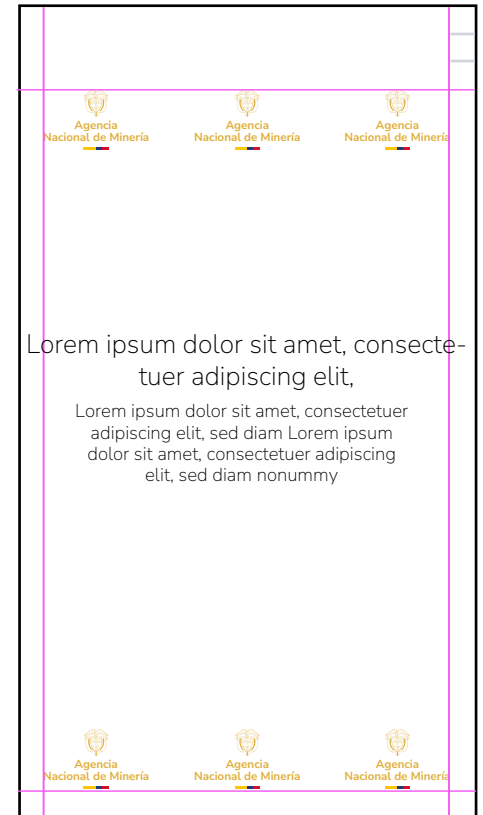 Agencia
Nacional de Minería
Agencia
Nacional de Minería
Agencia
Nacional de Minería
Lorem ipsum dolor sit amet, consecte-
tuer adipiscing elit,
Lorem ipsum dolor sit amet, consectetuer
adipiscing elit, sed diam Lorem ipsum
dolor sit amet, consectetuer adipiscing
elit, sed diam nonummy
Agencia
Nacional de Minería
Agencia
Nacional de Minería
Agencia
Nacional de Minería